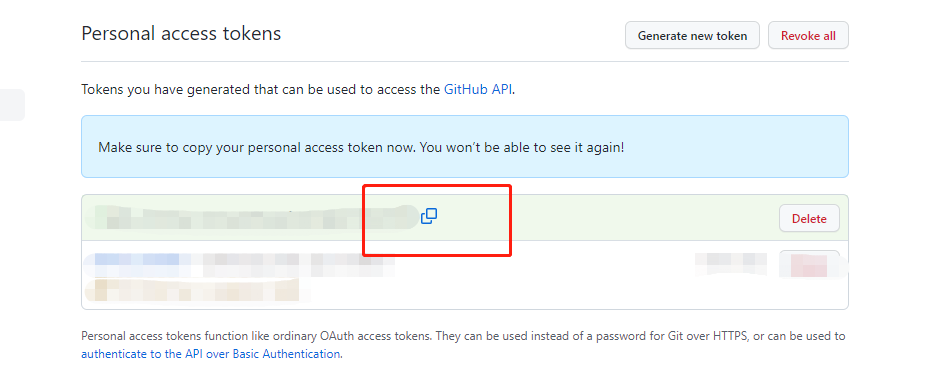 Personal access tokens
Generate new token
Revoke all
Tokens you have generated that can be used to access the GitHub API.
Make sure to copy your personal access token now. You won’t be able to see it again!
Delete
Personal access tokens function like ordinary OAuth access tokens. They can be used instead of a password for Git over HTTPS, or can be used to
authenticate to the API over Basic Authentication.